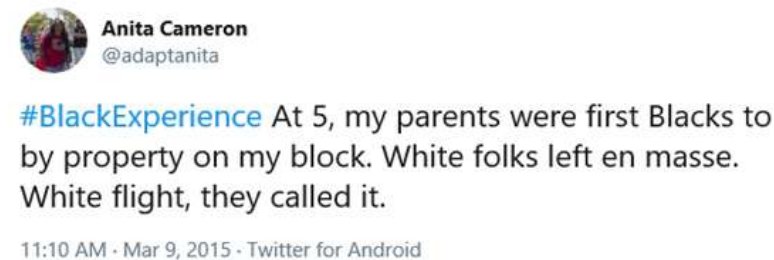 Anita Cameron
@adaptanita
#BlackExperience At 5, my parents were first Blacks to
by property on my block. White folks left en masse.
White flight, they called it.
11:10 AM · Mar 9, 2015 · Twitter for Android